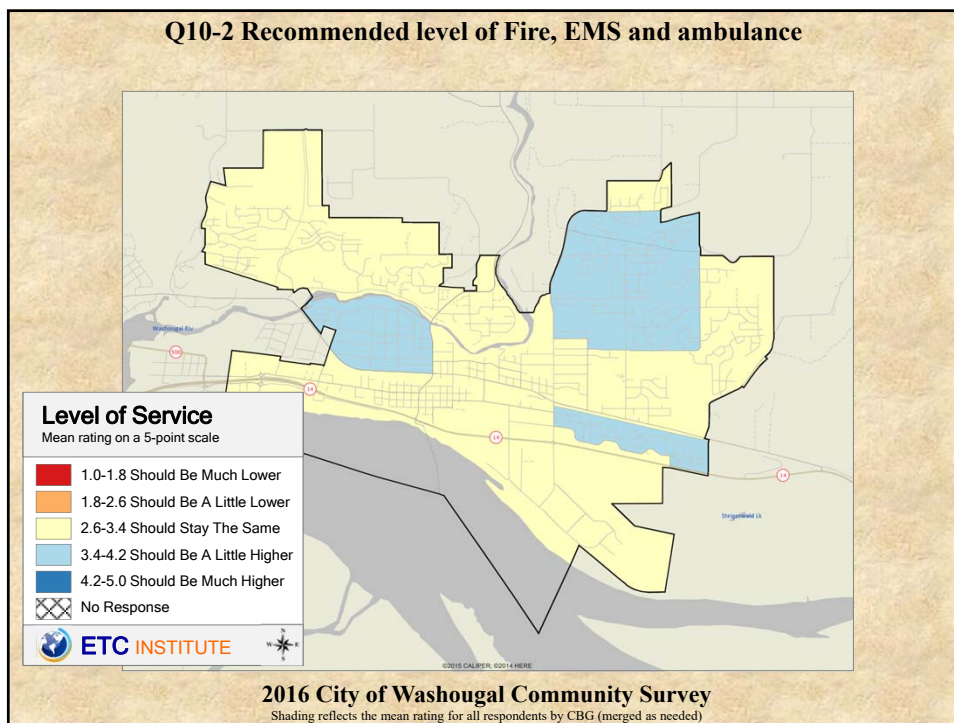 Q10-2 Recommended level of Fire, EMS and ambulance
Washougal Riv
500
14
14
14
Steigerwald Lk
Level of Service
Mean rating on a 5-point scale
1.0-1.8 Should Be Much Lower
1.8-2.6 Should Be A Little Lower
2.6-3.4 Should Stay The Same
3.4-4.2 Should Be A Little Higher
4.2-5.0 Should Be Much Higher
No Response
ETC INSTITUTE
N
W E
S
©2015 CALIPER; ©2014 HERE
2016 City of Washougal Community Survey
Shading reflects the mean rating for all respondents by CBG (merged as needed)